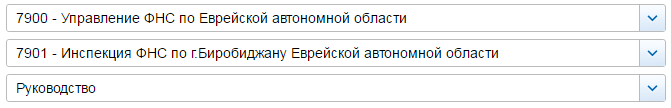 7900 - Управление ФНС по Еврейской автономной области
7901 - Инспекция ФНС по г.Биробиджану Еврейской автономной области
Руководство